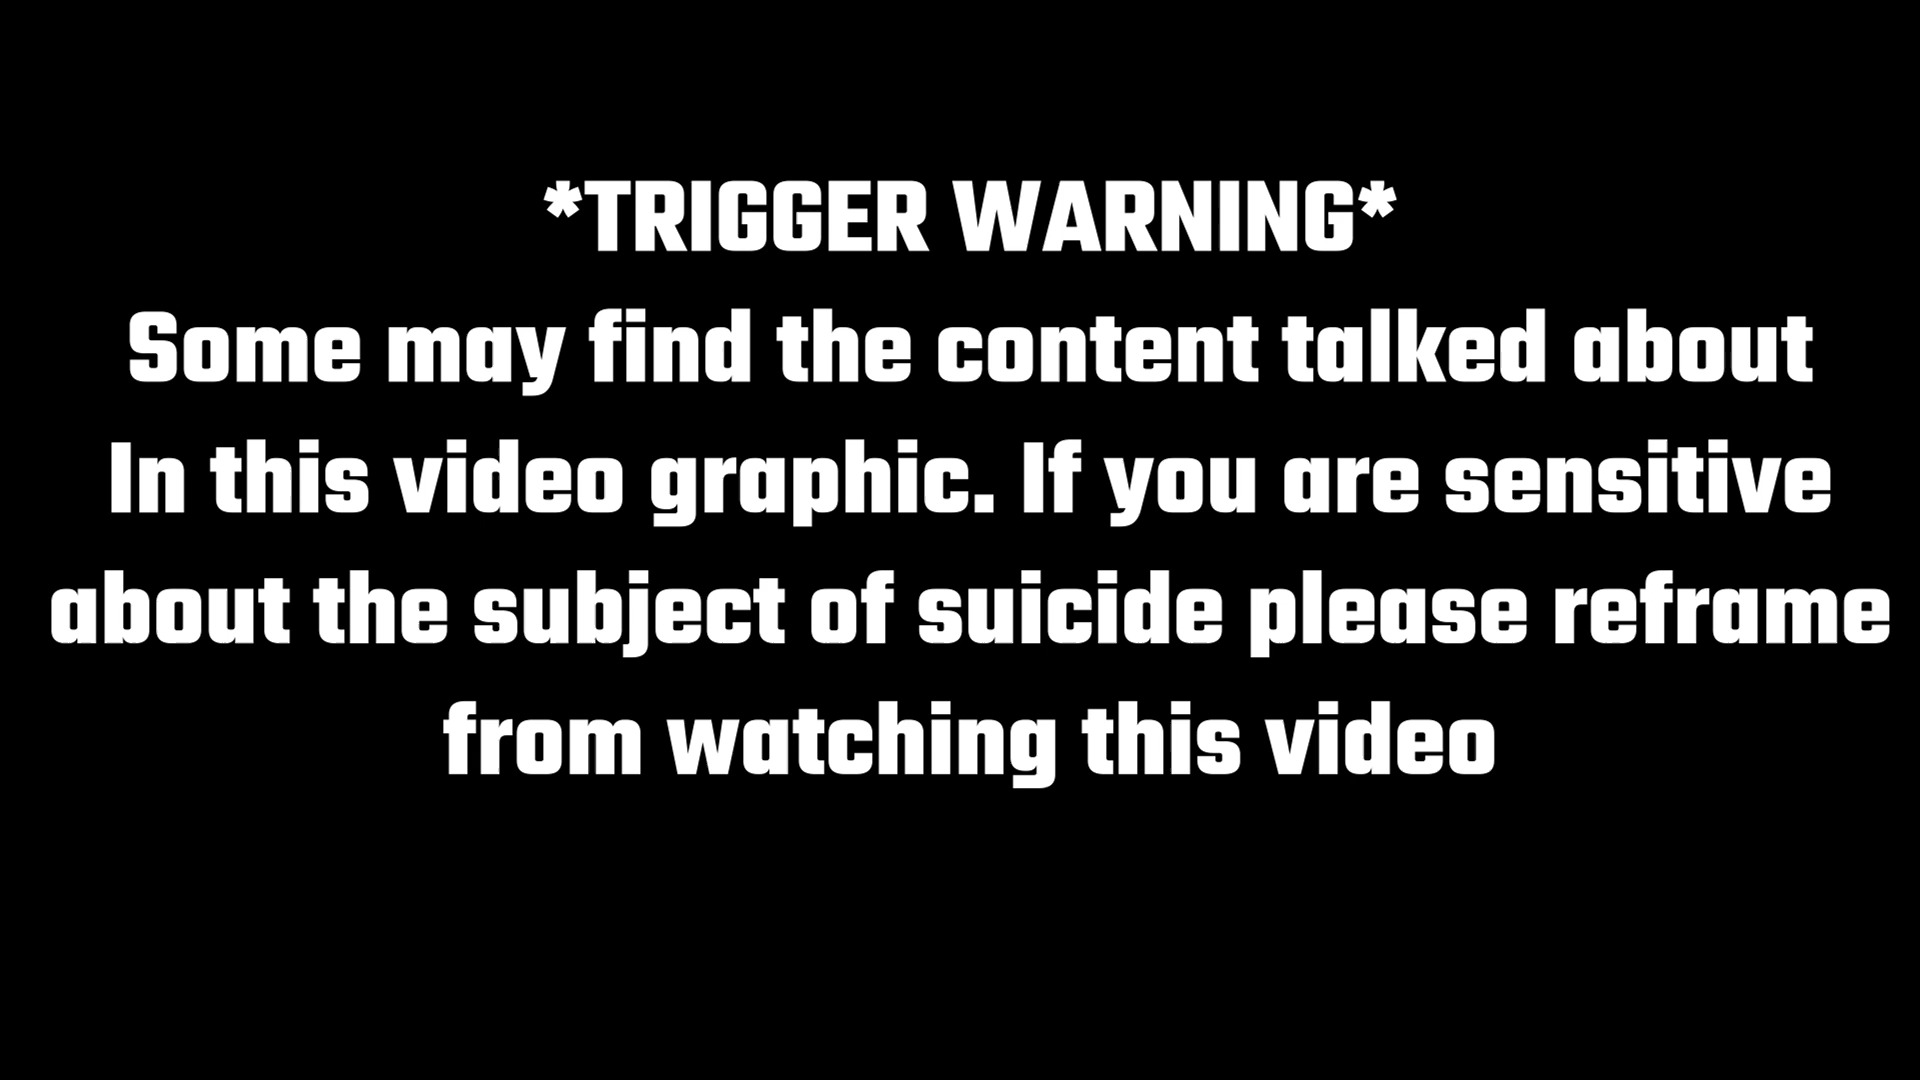 *TRIGGER WARNING*
Some may find the content talked about
In this video graphic. If you are sensitive
about the subject of suicide please reframe
from watching this video